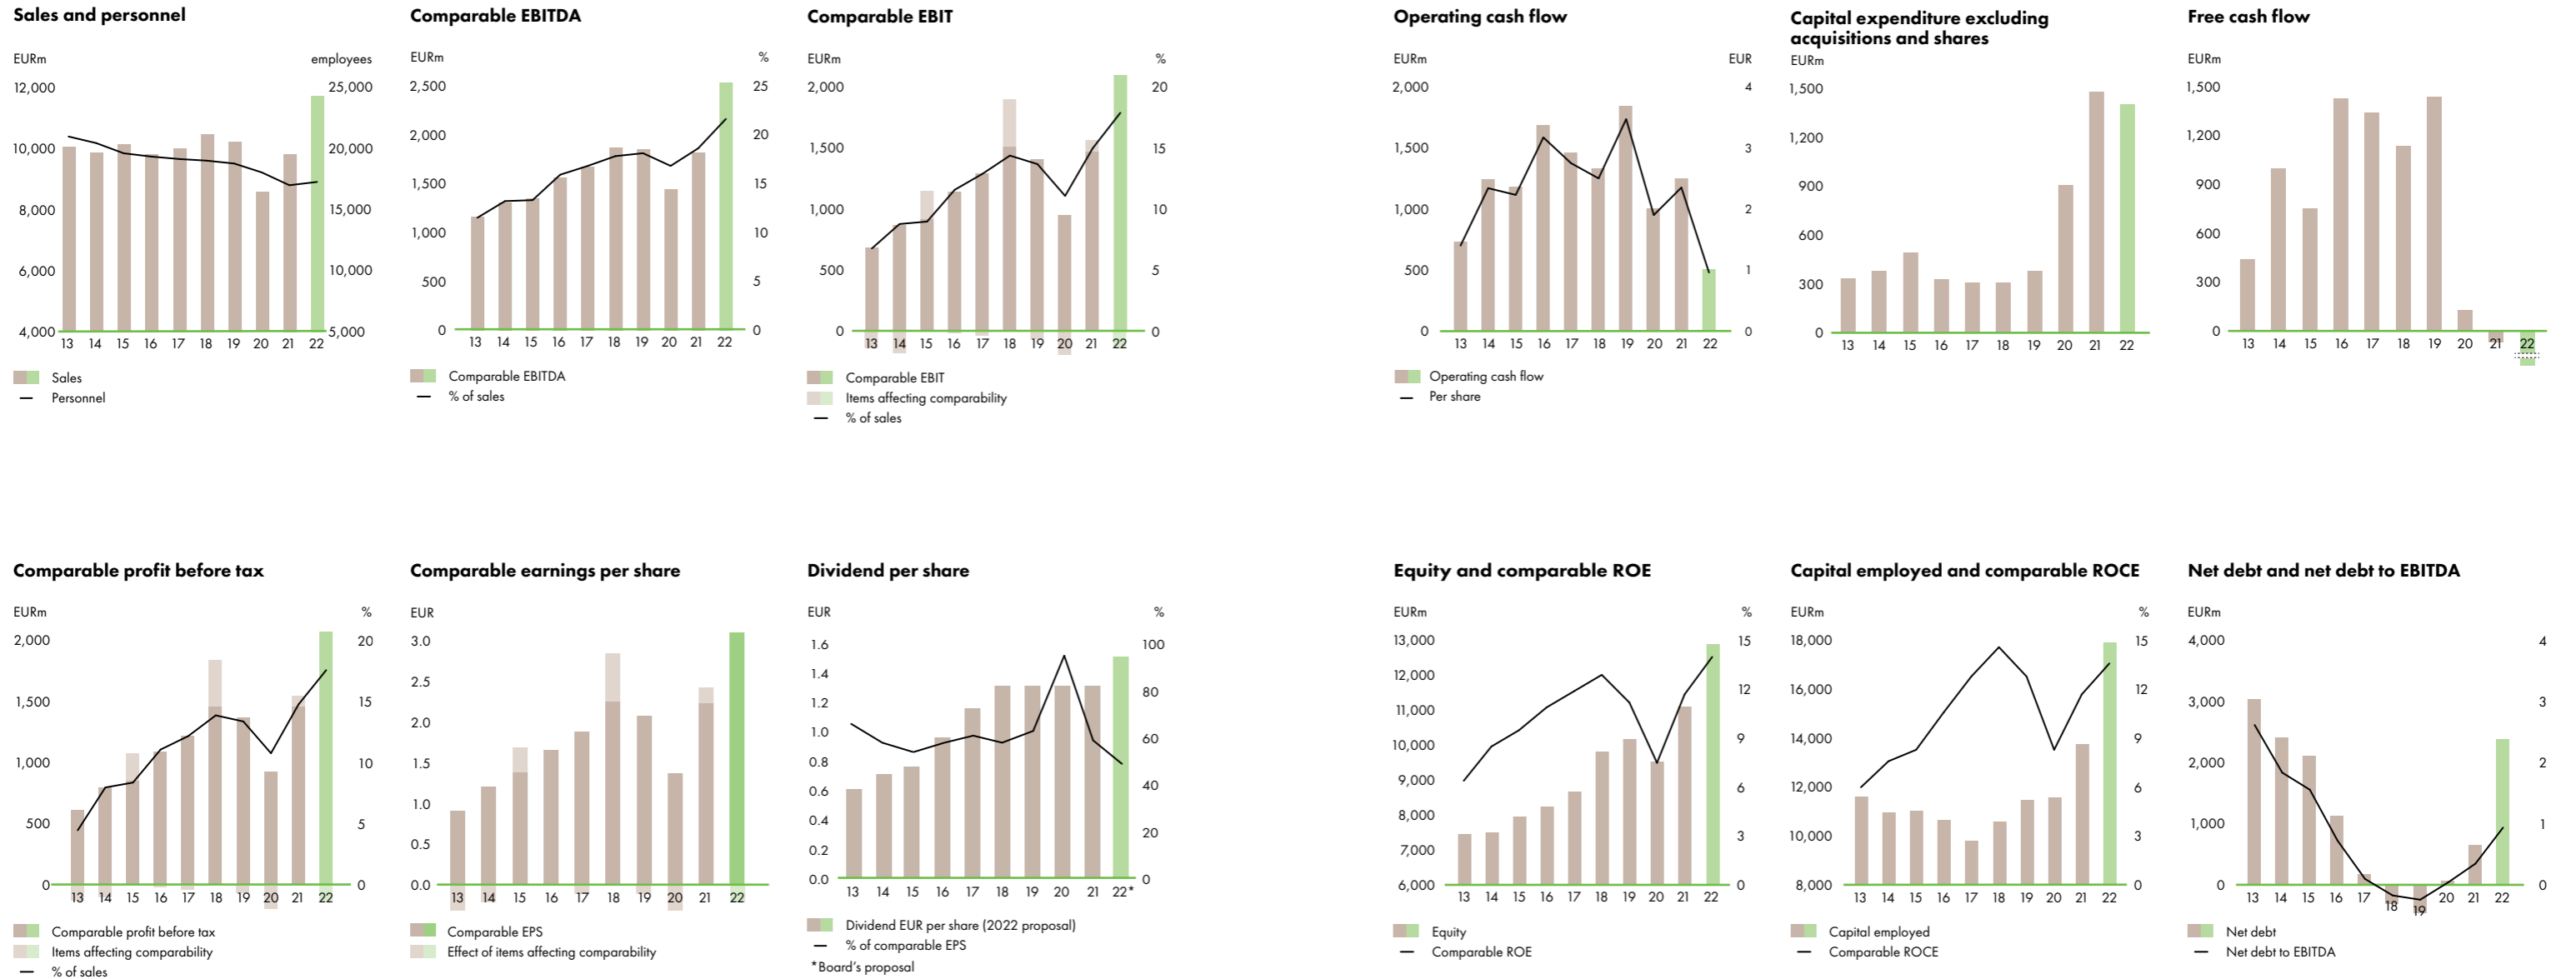 Sales and personnel
EURm employees
12,000 25,000
10,000 20,000
8,000 15,000
6,000 10,000
4,000 5,000
13 14 15 16 17 18 19 20 21 22
Sales
Personnel
Comparable EBITDA
EURm %
2,500 25
2,000 20
1,500 15
1,000 10
500 5
0 0
13 14 15 16 17 18 19 20 21 22
Comparable EBITDA
% of sales
Comparable EBIT
EURm %
2,000 20
1,500 15
1,000 10
500 5
0 0
13 14 15 16 17 18 19 20 21 22
Comparable EBIT
Items affecting comparability
% of sales
Operating cash flow
EURm EUR
2,000 4
1,500 3
1,000 2
500 1
0 0
13 14 15 16 17 18 19 20 21 22
Operating cash flow
Per share
Capital expenditure excluding
acquisitions and shares
EURm
1,500
1,200
900
600
300
0
13 14 15 16 17 18 19 20 21 22
Free cash flow
EURm
1,500
1,200
900
600
300
0
13 14 15 16 17 18 19 20 21 22
Comparable profit before tax
EURm %
2,000 20
1,500 15
1,000 10
500 5
0 0
13 14 15 16 17 18 19 20 21 22
Comparable profit before tax
Items affecting comparability
% of sales
Comparable earnings per share
EUR
3.0
2.5
2.0
1.5
1.0
0.5
0.0
13 14 15 16 17 18 19 20 21 22
Comparable EPS
Effect of items affecting comparability
Dividend per share
EUR %
1.6 100
1.4
1.2 80
1.0
0.8 60
0.6 40
0.4
0.2 20
0.0 0
13 14 15 16 17 18 19 20 21 22*
Dividend EUR per share (2022 proposal)
% of comparable EPS
*Board's proposal
Equity and comparable ROE
EURm %
13,000 15
12,000 12
11,000
10,000 9
9,000 6
8,000
7,000 3
6,000 0
13 14 15 16 17 18 19 20 21 22
Equity
Comparable ROE
Capital employed and comparable ROCE
EURm %
18,000 15
16,000 12
14,000 9
12,000 6
10,000 3
8,000 0
13 14 15 16 17 18 19 20 21 22
Capital employed
Comparable ROCE
Net debt and net debt to EBITDA
EURm
4,000 4
3,000 3
2,000 2
1,000 1
0 0
13 14 15 16 17 18 19 20 21 22
Net debt
Net debt to EBITDA